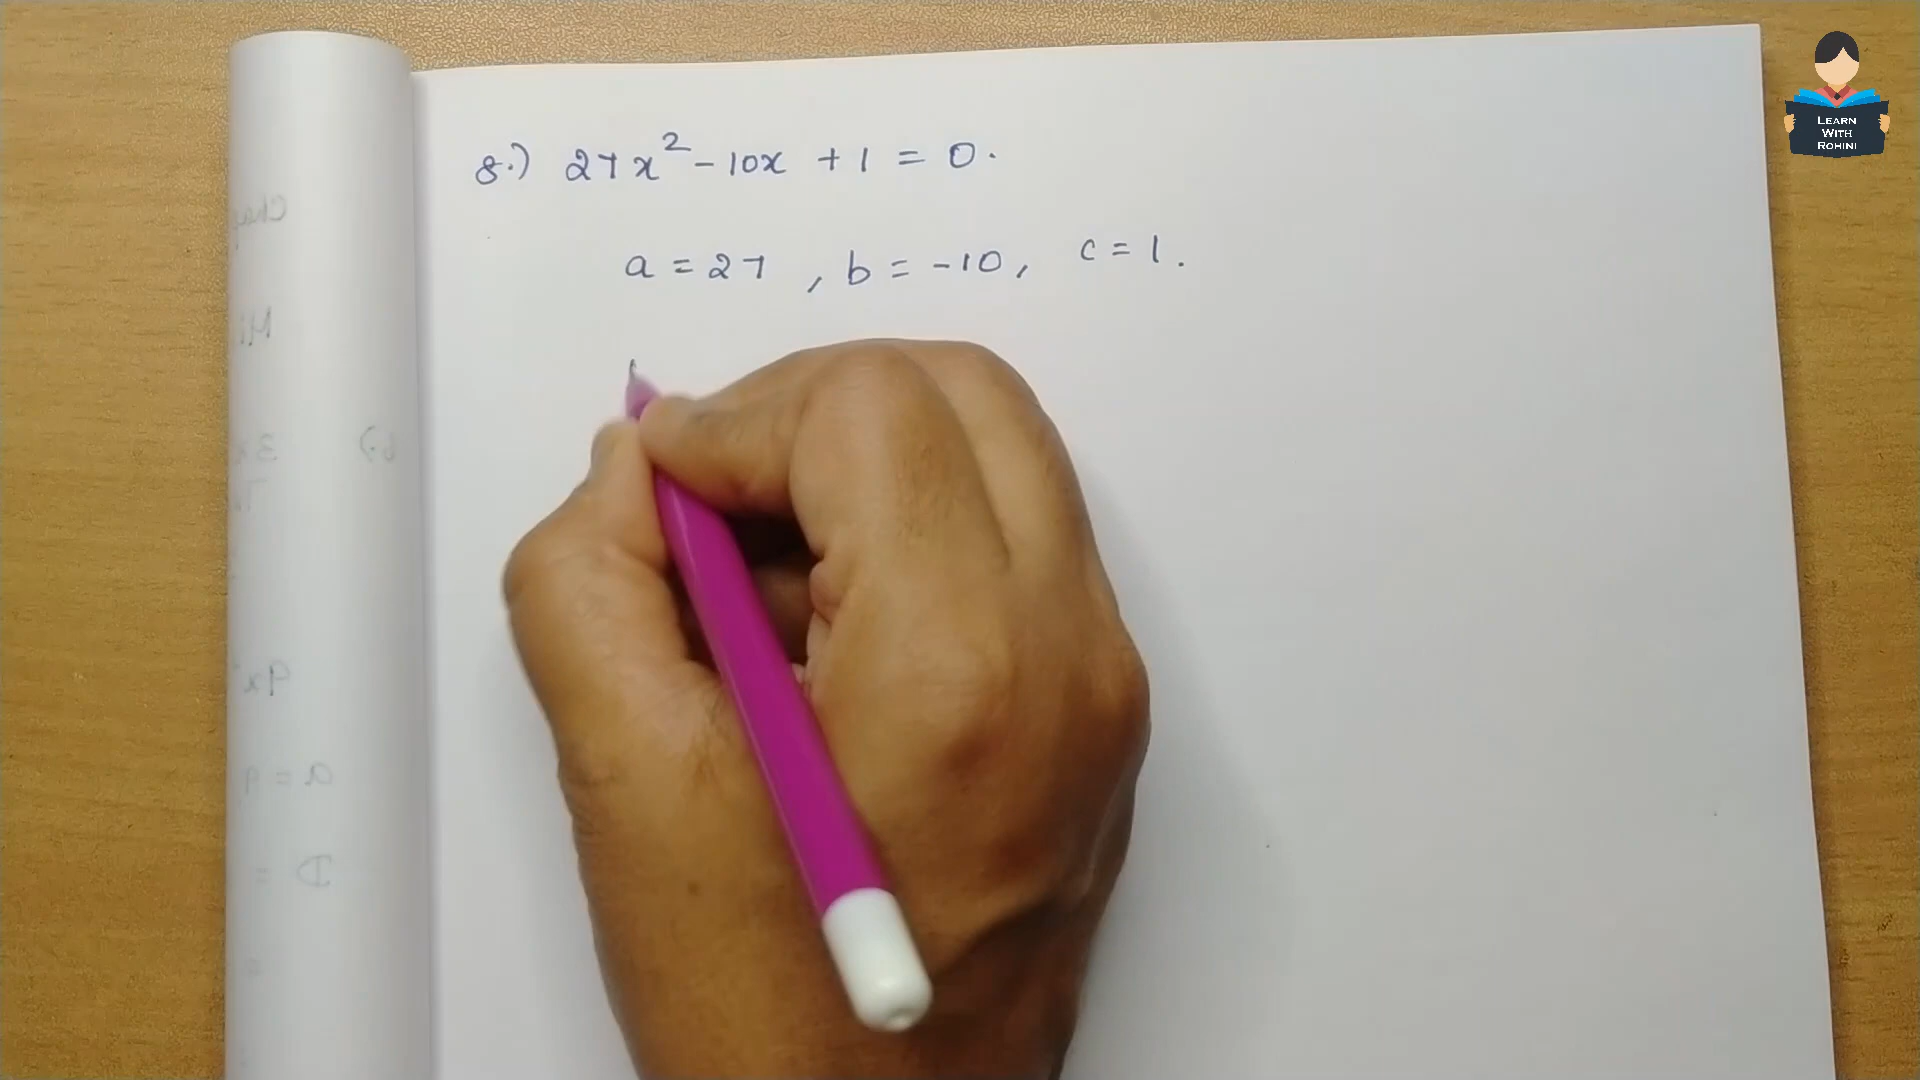 8.) 27x² - 10x + 1 = 0.
a = 27 , b = -10, c = 1.
LEARN
WITH
ROHINI